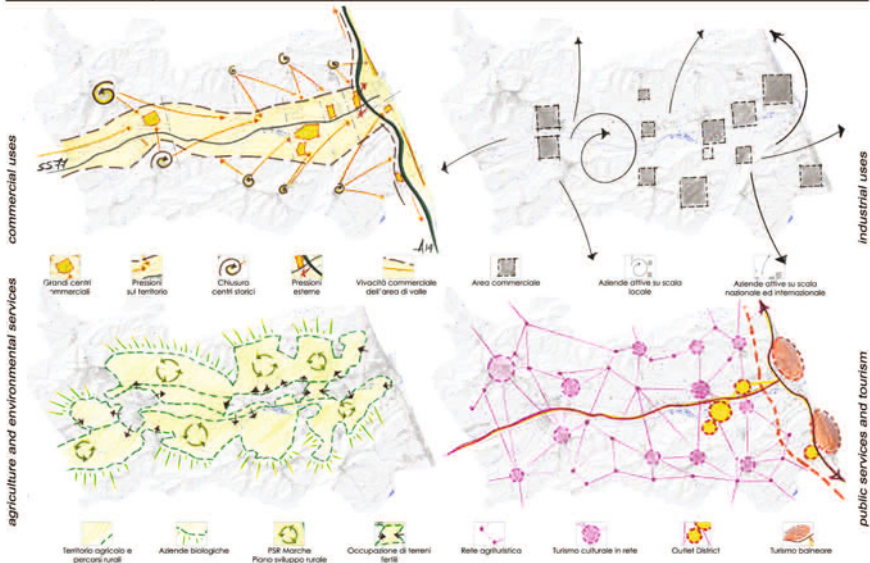 commercial uses
SS77
A14
industrial uses
Grandi centri
commerciali
Pressioni
sul territorio
Chiusura
centri storici
Pressioni
esterne
Vivacità commerciale
dell'area di valle
Area commerciale
Aziende attive su scala
locale
Aziende attive su scala
nazionale ed internazionale
agriculture and environmental services
public services and tourism
Territorio agricolo e
percorsi rurali
Aziende biologiche
PSR Marche
Piano sviluppo rurale
Occupazione di terreni
fertili
Rete agrituristica
Turismo culturale in rete
Outlet District
Turismo balneare